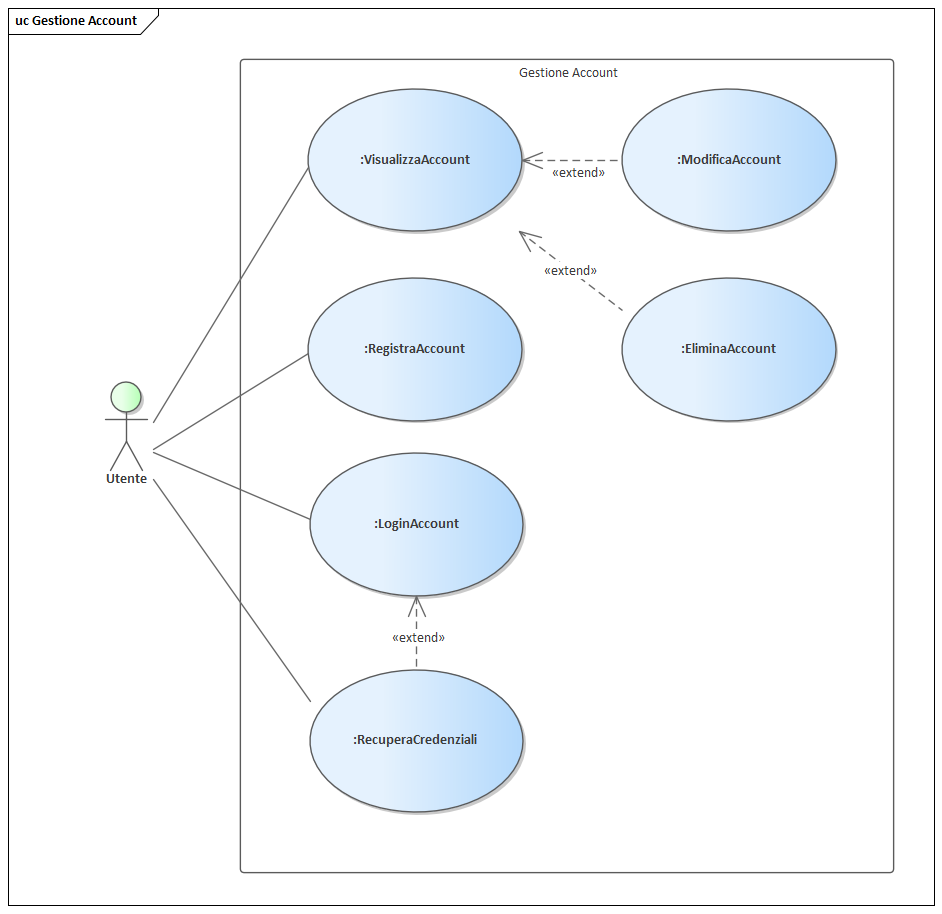 uc Gestione Account
Gestione Account
:VisualizzaAccount
«extend»
:ModificaAccount
«extend»
:RegistraAccount
:EliminaAccount
Utente
:LoginAccount
«extend»
:RecuperaCredenziali